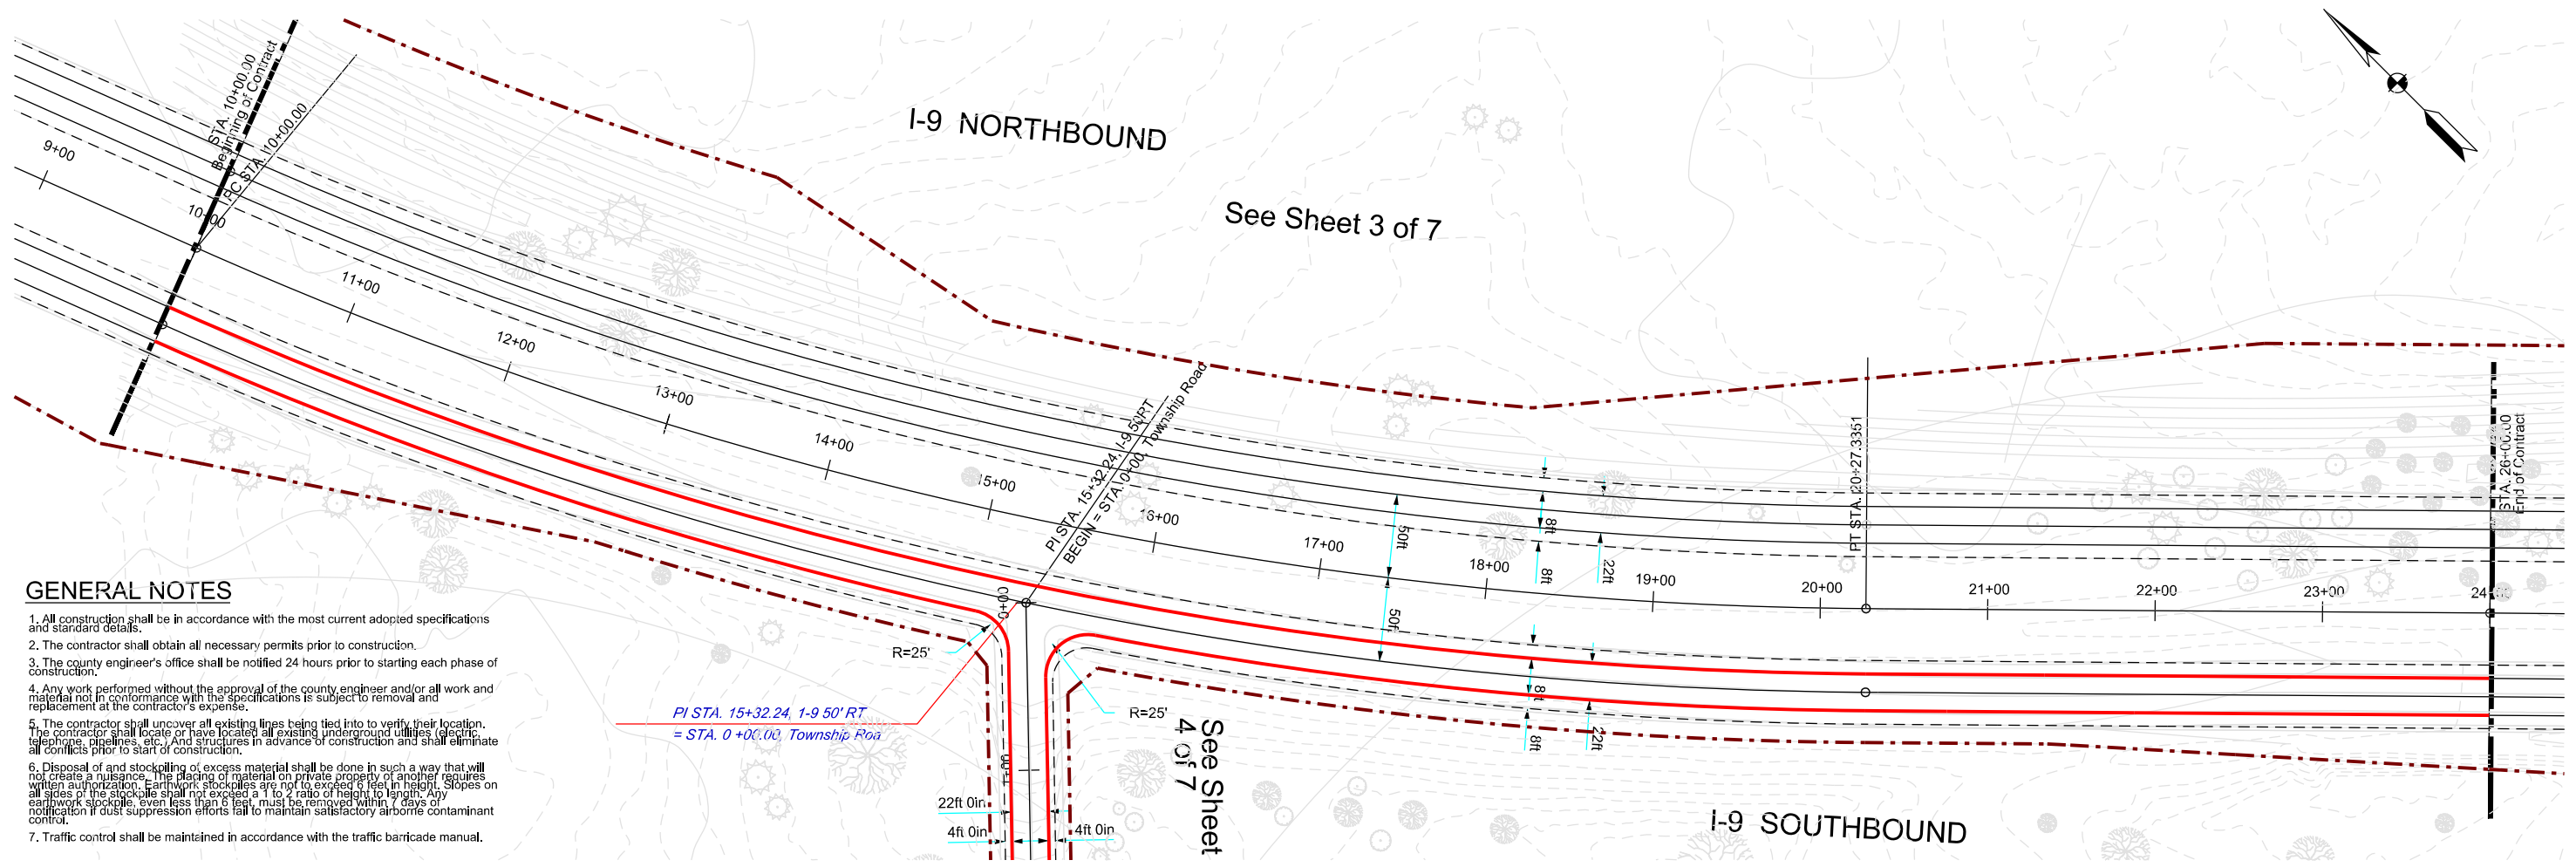 I-9 NORTHBOUND
See Sheet 3 of 7
STA. 10+00.00
Beginning of Contract
PC STA. 10+00.00
9+00
10+00
11+00
12+00
13+00
14+00
15+00
16+00
17+00
18+00
19+00
20+00
21+00
22+00
23+00
24+00
PI STA. 15+32.24, I-9 50RT
BEGIN = STA. 0+00, Township Road
PT STA. 20+27.3351
STA. 26+00.00
End of Contract
50ft
50ft
8ft
8ft
22ft
8ft
8ft
22ft
0+00
1+00
R=25'
R=25'
PI STA. 15+32.24, 1-9 50' RT
= STA. 0 +00.00, Township Roa
22ft 0in
4ft 0in
4ft 0in
See Sheet
4 of 7
I-9 SOUTHBOUND
GENERAL NOTES
1. All construction shall be in accordance with the most current adopted specifications
and standard details.
2. The contractor shall obtain all necessary permits prior to construction.
3. The county engineer's office shall be notified 24 hours prior to starting each phase of
construction.
4. Any work performed without the approval of the county engineer and/or all work and
material not in conformance with the specifications is subject to removal and
replacement at the contractor's expense.
5. The contractor shall uncover all existing lines being tied into to verify their location.
The contractor shall locate or have located all existing underground utilities (electric,
telephone, pipelines, etc.) And structures in advance of construction and shall eliminate
all conflicts prior to start of construction.
6. Disposal of and stockpiling of excess material shall be done in such a way that will
not create a nuisance. The placing of material on private property of another requires
written authorization. Earthwork stockpiles are not to exceed 6 feet in height. Slopes on
all sides of the stockpile shall not exceed a 1 to 2 ratio of height to length. Any
earthwork stockpile, even less than 6 feet, must be removed within 7 days of
notification if dust suppression efforts fail to maintain satisfactory airborne contaminant
control.
7. Traffic ccontrol shall be maintained in accordance with the traffic barricade manual.